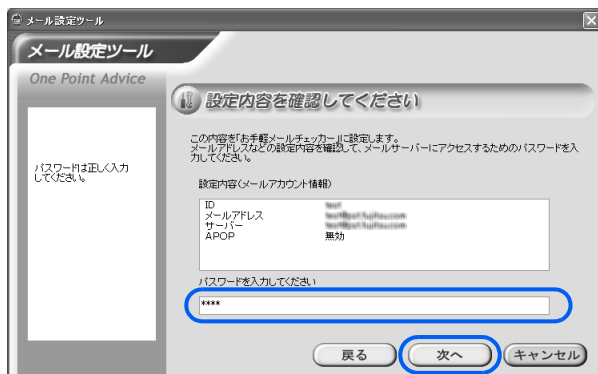 メール設定ツール
メール設定ツール
One Point Advice
設定内容を確認してください
この内容を「お手軽メールチェッカー」に設定します。
メールアドレスなどの設定内容を確認して、メールサーバーにアクセスするためのパスワードを入
力してください。
パスワードは正しく入力
してください。
設定内容(メールアカウント情報)
ID
メールアドレス
サーバー
APOP 無効
パスワードを入力してください
****
戻る 次へ キャンセル